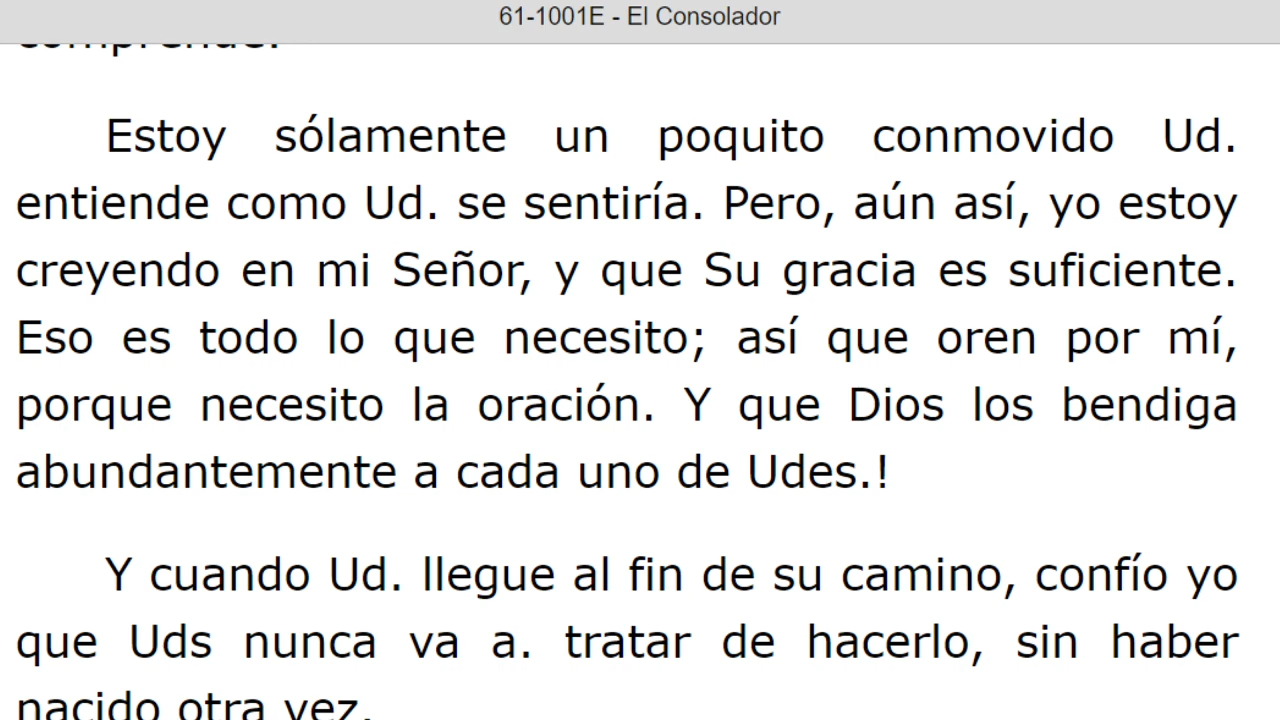 61-1001E - El Consolador
comprende.
Estoy sólamente un poquito conmovido Ud.
entiende como Ud. se sentiría. Pero, aún así, yo estoy
creyendo en mi Señor, y que Su gracia es suficiente.
Eso es todo lo que necesito; así que oren por mí,
porque necesito la oración. Y que Dios los bendiga
abundantemente a cada uno de Udes.!
Y cuando Ud. llegue al fin de su camino, confío yo
que Uds nunca va a. tratar de hacerlo, sin haber
nacido otra vez.